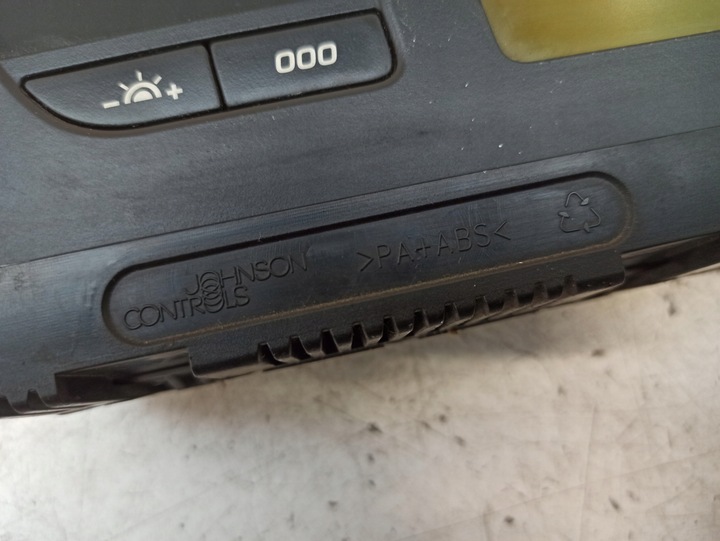 - +
000
JOHNSON
CONTROLS
>PA+ABS<